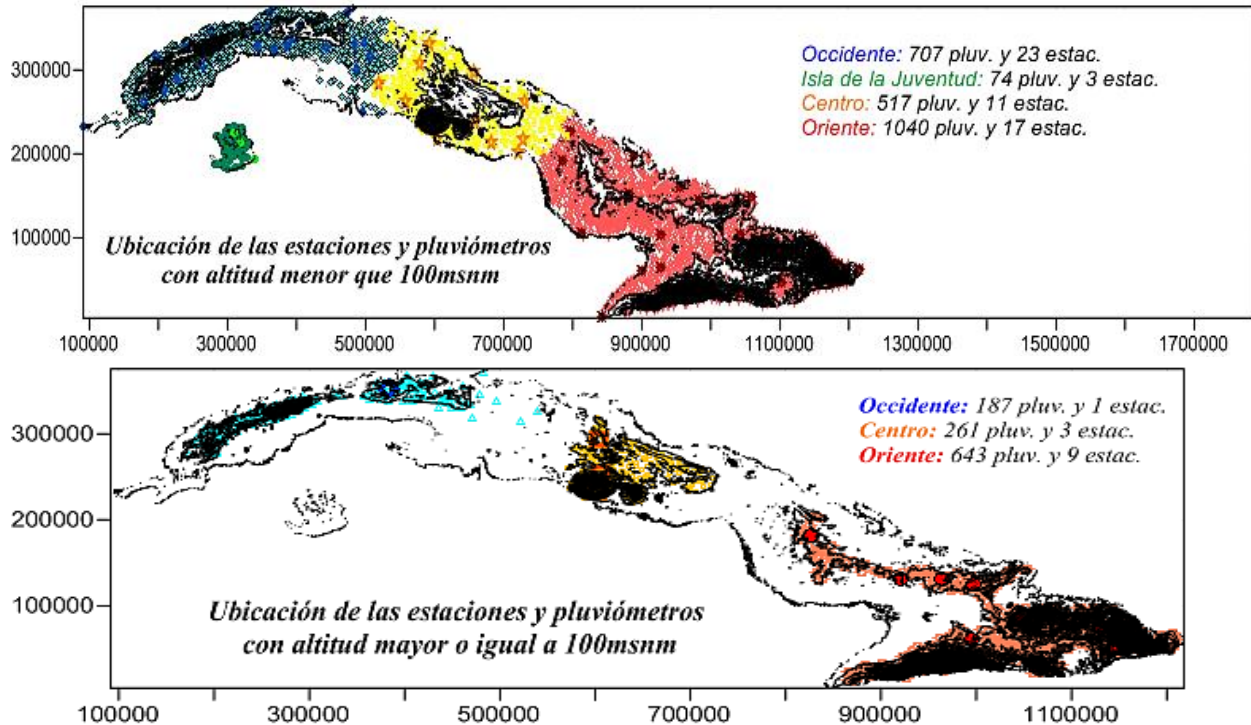 Occidente: 707 pluv. y 23 estac.
Isla de la Juventud: 74 pluv. y 3 estac.
Centro: 517 pluv. y 11 estac.
Oriente: 1040 pluv. y 17 estac.
300000
200000
100000
Ubicación de las estaciones y pluviómetros
con altitud menor que 100msnm
100000 300000 500000 700000 900000 1100000 1300000 1500000 1700000
Occidente: 187 pluv. y 1 estac.
Centro: 261 pluv. y 3 estac.
Oriente: 643 pluv. y 9 estac.
300000
200000
100000
Ubicación de las estaciones y pluviómetros
con altitud mayor o igual a 100msnm
100000 300000 500000 700000 900000 1100000